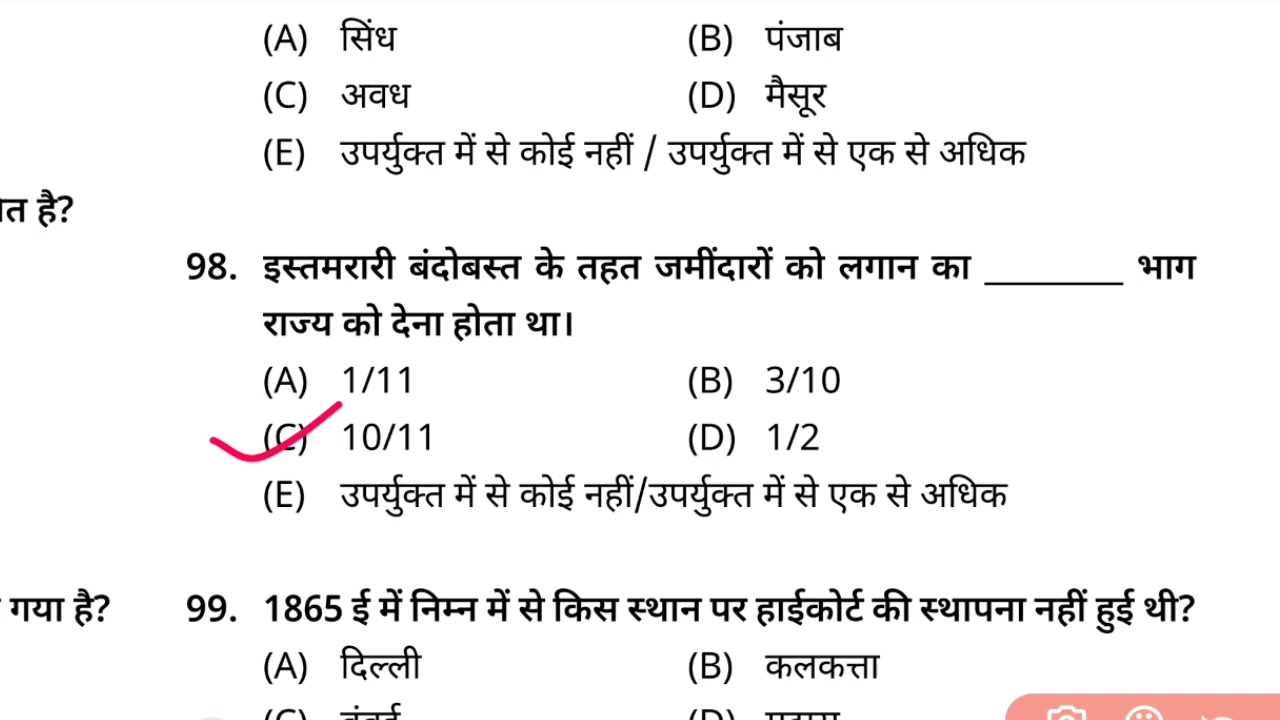 (A) सिंध (B) पंजाब
(C) अवध (D) मैसूर
(E) उपर्युक्त में से कोई नहीं / उपर्युक्त में से एक से अधिक
है?
98. इस्तमरारी बंदोबस्त के तहत जमींदारों को लगान का ________ भाग
राज्य को देना होता था।
(A) 1/11 (B) 3/10
(C) 10/11 (D) 1/2
(E) उपर्युक्त में से कोई नहीं/उपर्युक्त में से एक से अधिक
गया है?
99. 1865 ई में निम्न में से किस स्थान पर हाईकोर्ट की स्थापना नहीं हुई थी?
(A) दिल्ली (B) कलकत्ता